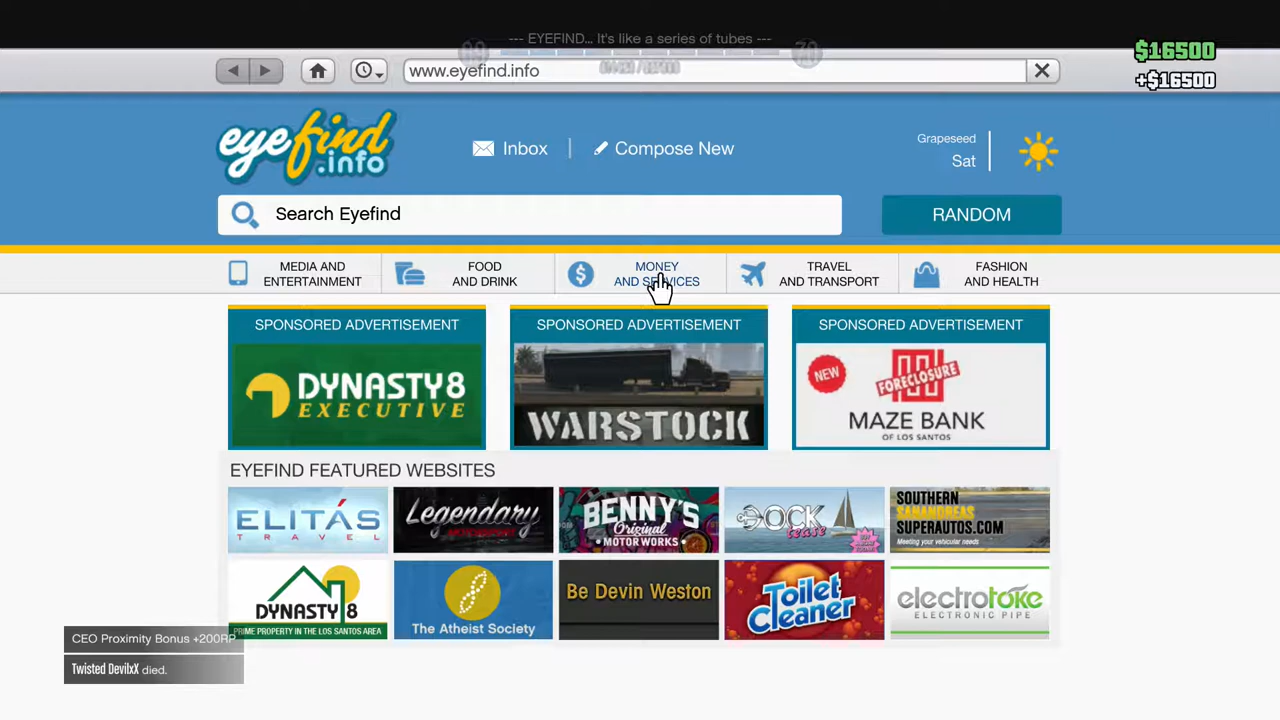 --- EYEFIND... It's like a series of tubes ---
$16500
www.eyefind.info
+$16500
eyefind
.info
Inbox
Compose New
Grapeseed
Sat
Search Eyefind
RANDOM
MEDIA AND
ENTERTAINMENT
FOOD
AND DRINK
MONEY
AND SERVICES
TRAVEL
AND TRANSPORT
FASHION
AND HEALTH
SPONSORED ADVERTISEMENT
DYNASTY8
EXECUTIVE
SPONSORED ADVERTISEMENT
WARSTOCK
SPONSORED ADVERTISEMENT
NEW
FORECLOSURE
MAZE BANK
OF LOS SANTOS
EYEFIND FEATURED WEBSITES
ELITÁS
TRAVEL
Legendary
MOTORSPORT
BENNY'S
Original
MOTORWORKS
DOCK
tease
SOUTHERN
SANANDREAS
SUPERAUTOS.COM
Meeting your vehicular needs
DYNASTY 8
PRIME PROPERTY IN THE LOS SANTOS AREA
The Atheist Society
Be Devin Weston
Toilet
Cleaner
electrotoke
ELECTRONIC PIPE
CEO Proximity Bonus +200RP
Twisted DevilxX died.